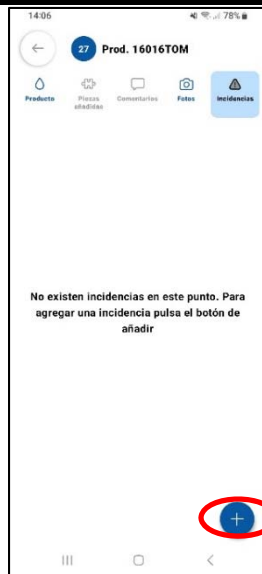 14:06 78%
27 Prod. 16016TOM
Producto Piezas añadidas Comentarios Fotos Incidencias
No existen incidencias en este punto. Para
agregar una incidencia pulsa el botón de
añadir